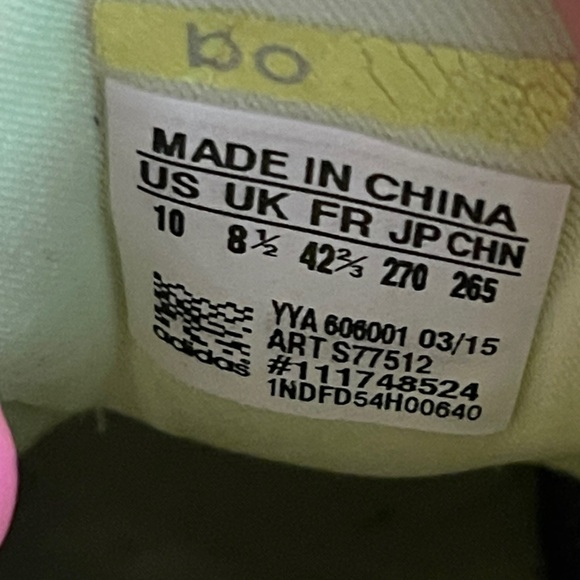 MADE IN CHINA
US UK FR JP CHN
10 8½ 42⅔ 270 265
YYA 606001 03/15
ART S77512
#111748524
adidas 1NDFD54H00640